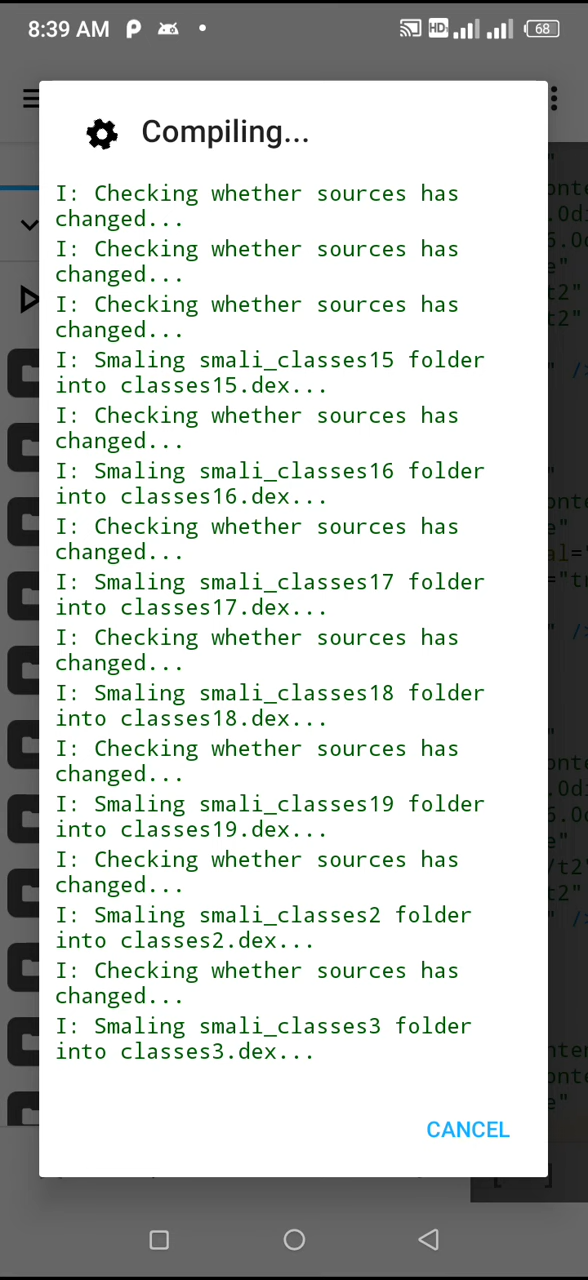 8:39 AM
HD
68
Compiling...
I: Checking whether sources has
changed...
I: Checking whether sources has
changed...
I: Checking whether sources has
changed...
I: Smaling smali_classes15 folder
into classes15.dex...
I: Checking whether sources has
changed...
I: Smaling smali_classes16 folder
into classes16.dex...
I: Checking whether sources has
changed...
I: Smaling smali_classes17 folder
into classes17.dex...
I: Checking whether sources has
changed...
I: Smaling smali_classes18 folder
into classes18.dex...
I: Checking whether sources has
changed...
I: Smaling smali_classes19 folder
into classes19.dex...
I: Checking whether sources has
changed...
I: Smaling smali_classes2 folder
into classes2.dex...
I: Checking whether sources has
changed...
I: Smaling smali_classes3 folder
into classes3.dex...
CANCEL